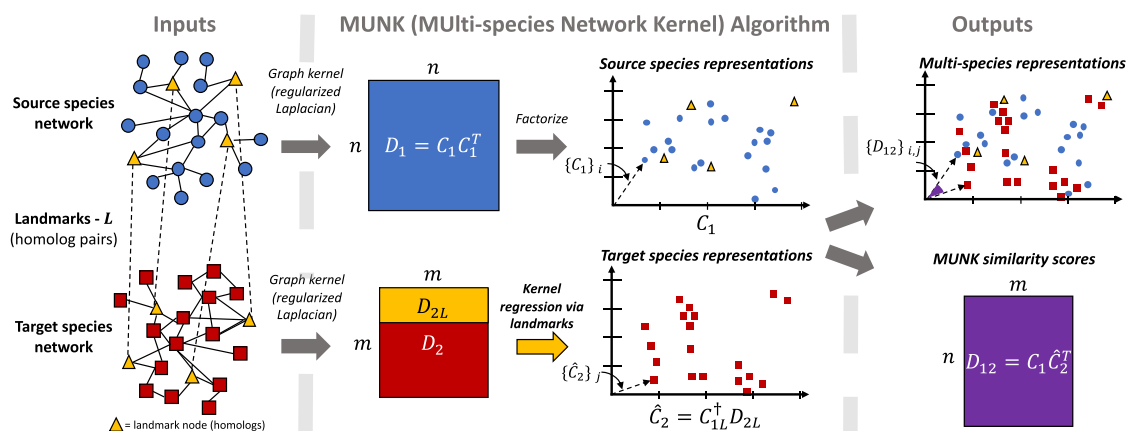 Inputs
MUNK (MUlti-species Network Kernel) Algorithm
Outputs
Source species
network
Landmarks - L
(homolog pairs)
Target species
network
= landmark node (homologs)
Graph kernel
(regularized
Laplacian)
n
n
D₁ = C₁C₁ᵀ
Factorize
Source species representations
{C₁}ᵢ
C₁
Graph kernel
(regularized
Laplacian)
m
m
D₂L
D₂
Kernel
regression via
landmarks
Target species representations
{Ĉ₂}ⱼ
Ĉ₂ = C₁L†D₂L
Multi-species representations
{D₁₂}ᵢ,ⱼ
MUNK similarity scores
m
n
D₁₂ = C₁Ĉ₂ᵀ